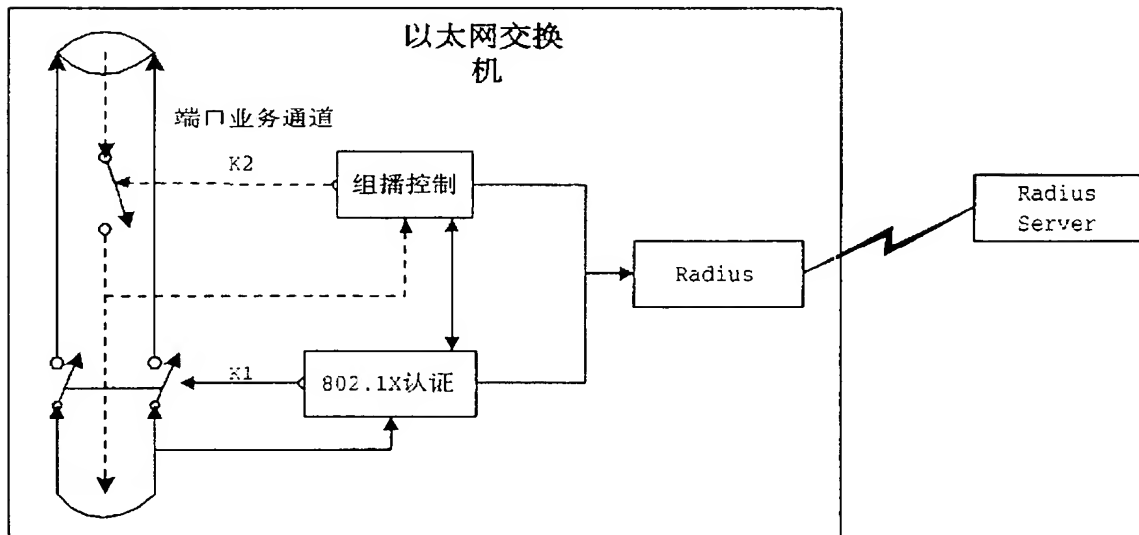 以太网交换
机
端口业务通道
K2
组播控制
Radius
Server
Radius
K1
802.1X认证